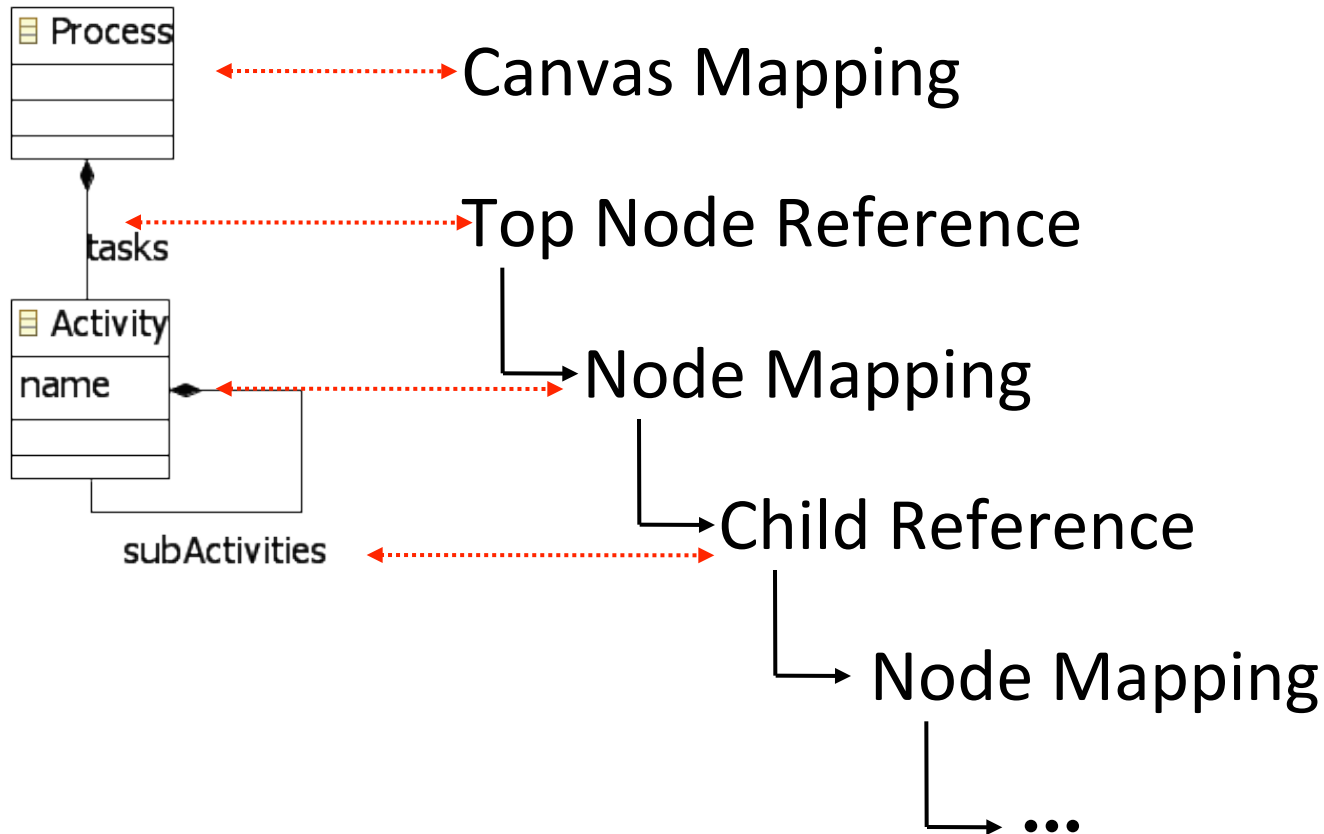 Process
Canvas Mapping
tasks
Top Node Reference
Activity
name
Node Mapping
subActivities
Child Reference
Node Mapping
...